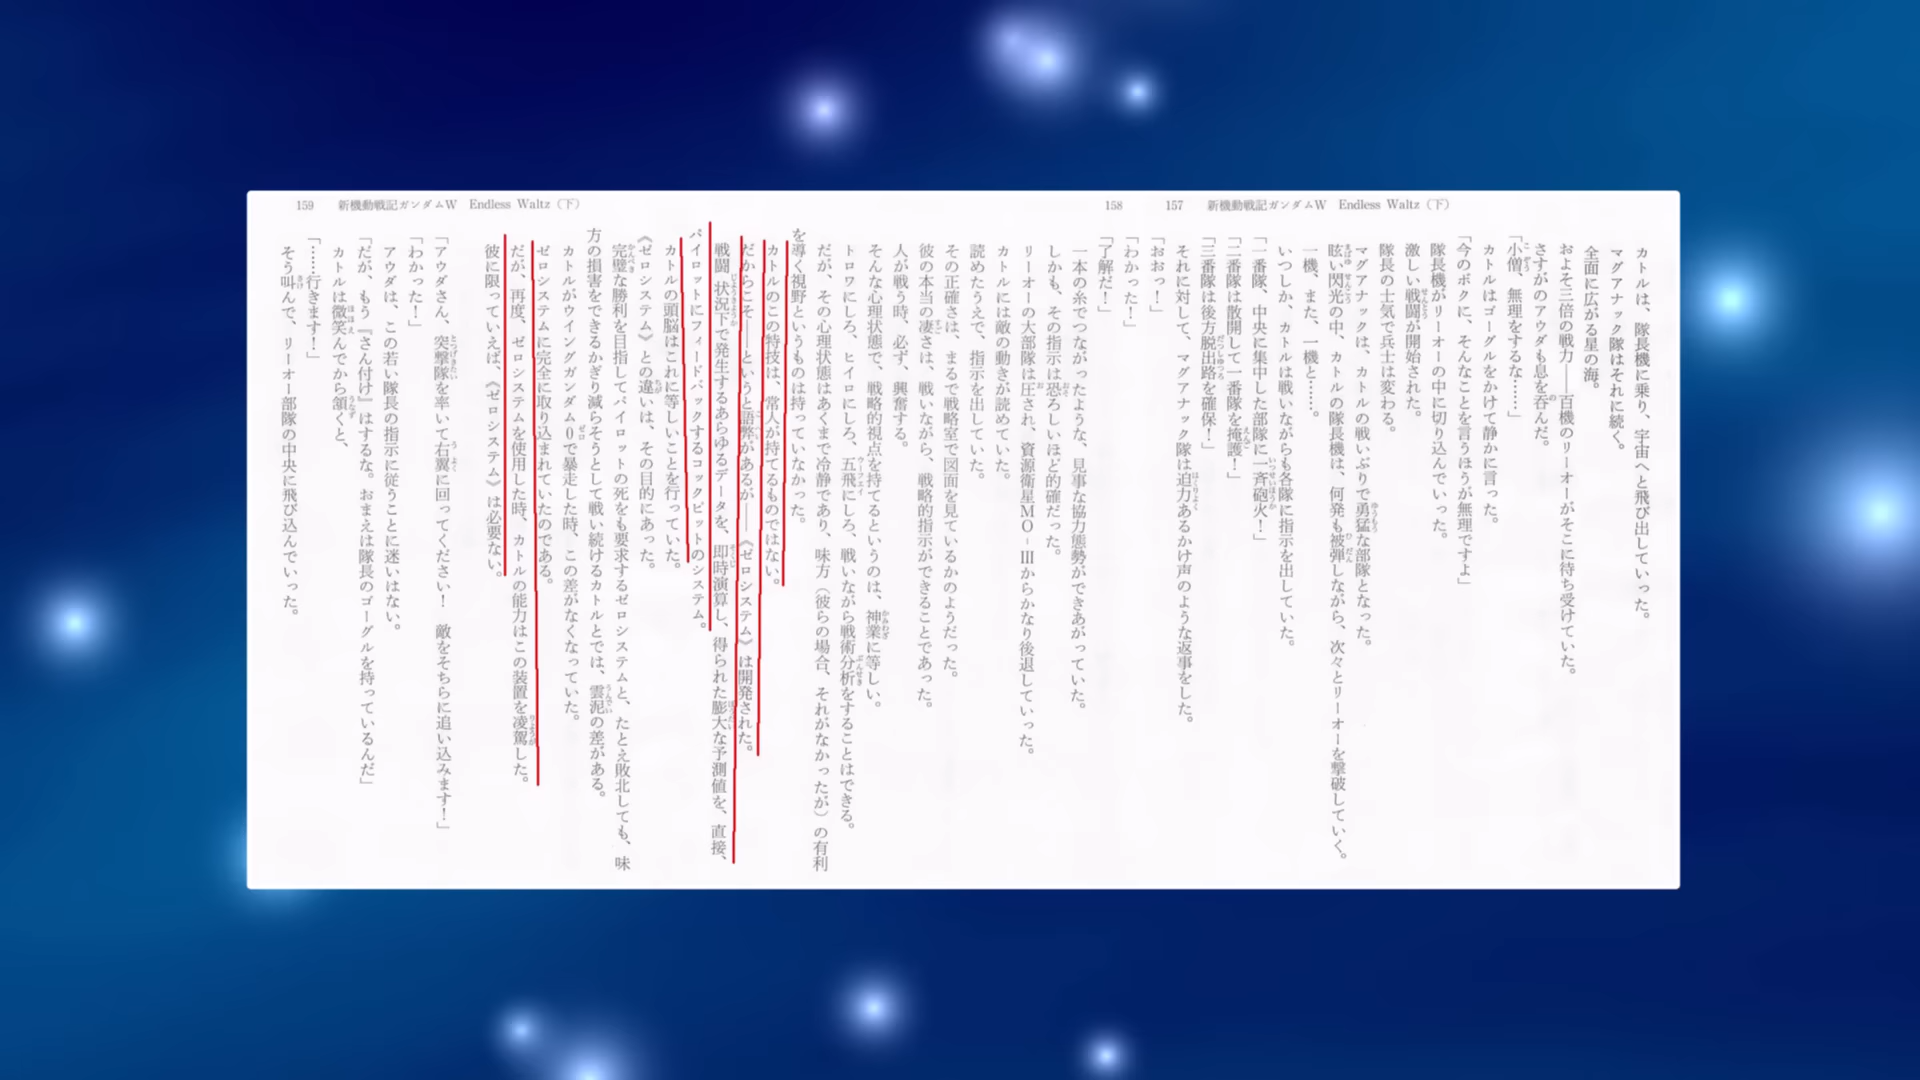 157　新機動戦記ガンダムW　Endless Waltz（下）
カトルは、隊長機に乗り、宇宙へと飛び出していった。
マグアナック隊はそれに続く。
全面に広がる星の海。
おおよそ三倍の戦力――百機のリーオーがそこに待ち受けていた。
さすがのアウダも息を呑んだ。
「小僧、無理をするな……」
カトルはゴーグルをかけて静かに言った。
「今のボクに、そんなことを言うほうが無理ですよ」
隊長機がリーオーの中に切り込んでいった。
激しい戦闘が開始された。
隊長の士気で兵士は変わる。
マグアナックは、カトルの戦いぶりで勇猛な部隊となった。
眩い閃光の中、カトルの隊長機は、何発も被弾しながら、次々とリーオーを撃破していく。
一機、また、一機と……。
いつしか、カトルは戦いながらも各隊に指示を出していた。
「一番隊、中央に集中した部隊に一斉砲火！」
「二番隊は散開して一番隊を掩護！」
「三番隊は後方脱出路を確保！」
それに対して、マグアナック隊は迫力あるかけ声のような返事をした。
「おおっ！」
「わかった！」
「了解だ！」
158
一本の糸でつながったような、見事な協力態勢ができあがっていた。
しかも、その指示は恐ろしいほど的確だった。
リーオーの大部隊は圧され、資源衛星MO-Ⅲからかなり後退していった。
カトルには敵の動きが読めていた。
読めたうえで、指示を出していた。
その正確さは、まるで戦略室で図面を見ているかのようだった。
彼の本当の凄さは、戦いながら、戦略的指示ができることであった。
人が戦う時、必ず、興奮する。
そんな心理状態で、戦略的視点を持てるというのは、神業に等しい。
トロワにしろ、ヒイロにしろ、五飛にしろ、戦いながら戦術分析をすることはできる。
だが、その心理状態はあくまで冷静であり、味方（彼らの場合、それがなかったが）の有利
を導く視野というものは持っていなかった。
カトルのこの特技は、常人が持てるものではない。
だからこそ――というと語弊があるが――《ゼロシステム》は開発された。
戦闘状況下で発生するあらゆるデータを、即時演算し、得られた膨大な予測値を、直接、
パイロットにフィードバックするコックピットのシステム。
カトルの頭脳はこれに等しいことを行っていた。
159　新機動戦記ガンダムW　Endless Waltz（下）
《ゼロシステム》との違いは、その目的にあった。
完璧な勝利を目指してパイロットの死をも要求するゼロシステムと、たとえ敗北しても、味
方の損害をできるかぎり減らそうとして戦い続けるカトルとでは、雲泥の差がある。
カトルがウイングガンダム0で暴走した時、この差がなくなっていた。
ゼロシステムに完全に取り込まれていたのである。
だが、再度、ゼロシステムを使用した時、カトルの能力はこの装置を凌駕した。
彼に限っていえば、《ゼロシステム》は必要ない。
「アウダさん、突撃隊を率いて右翼に回ってください！　敵をそちらに追い込みます！」
「わかった！」
アウダは、この若い隊長の指示に従うことに迷いはない。
「だが、もう『さん付け』はするな。おまえは隊長のゴーグルを持っているんだ」
カトルは微笑んでから頷くと、
「……行きます！」
そう叫んで、リーオー部隊の中央に飛び込んでいった。